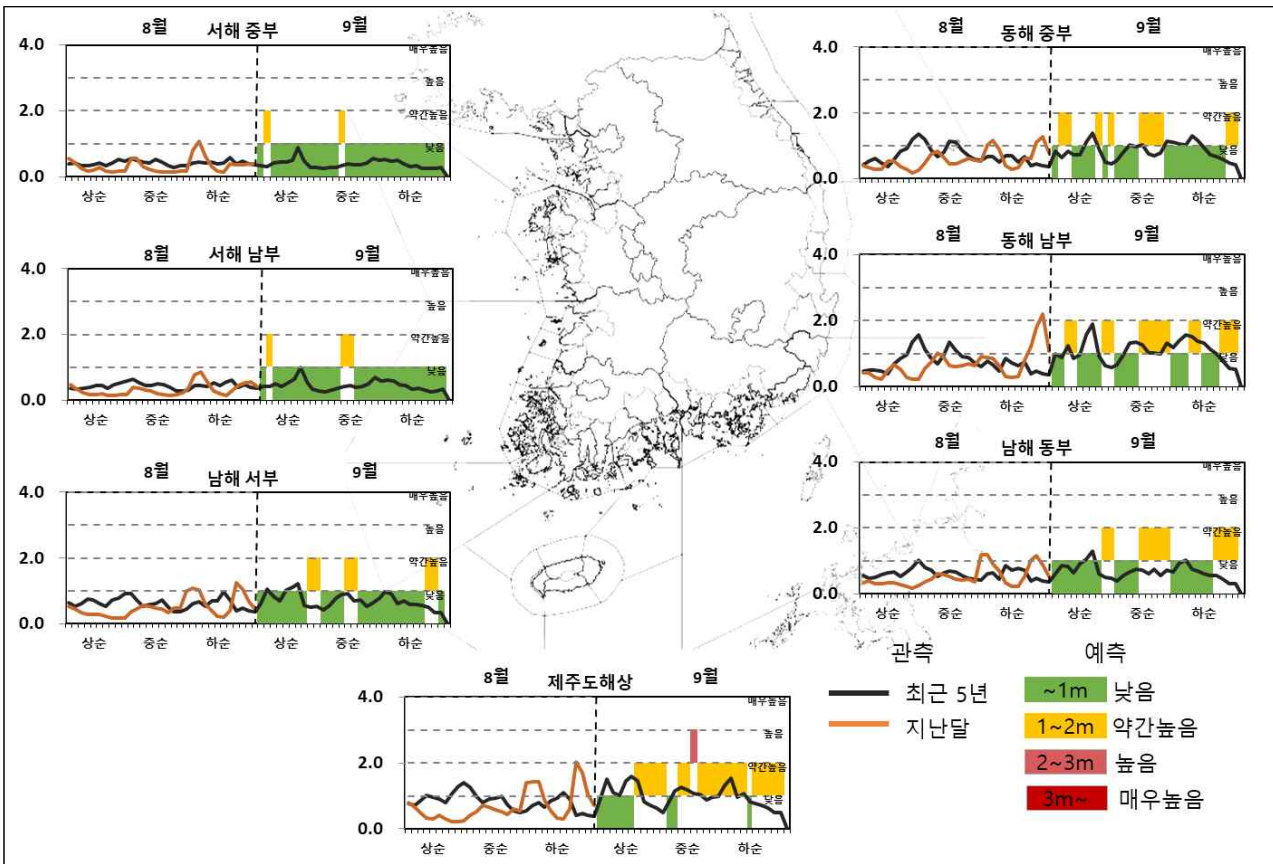 8월 서해 중부 9월
4.0
매우높음
높음
2.0
약간높음
낮음
0.0
상순 중순 하순 상순 중순 하순
8월 서해 남부 9월
4.0
매우높음
높음
2.0
약간높음
낮음
0.0
상순 중순 하순 상순 중순 하순
8월 남해 서부 9월
4.0
매우높음
높음
2.0
약간높음
낮음
0.0
상순 중순 하순 상순 중순 하순
8월 동해 중부 9월
4.0
매우높음
높음
2.0
약간높음
낮음
0.0
상순 중순 하순 상순 중순 하순
8월 동해 남부 9월
4.0
매우높음
높음
2.0
약간높음
낮음
0.0
상순 중순 하순 상순 중순 하순
8월 남해 동부 9월
4.0
매우높음
높음
2.0
약간높음
낮음
0.0
상순 중순 하순 상순 중순 하순
8월 제주도해상 9월
4.0
매우높음
높음
2.0
약간높음
낮음
0.0
상순 중순 하순 상순 중순 하순
관측 예측
최근 5년 ~1m 낮음
지난달 1~2m 약간높음
2~3m 높음
3m~ 매우높음